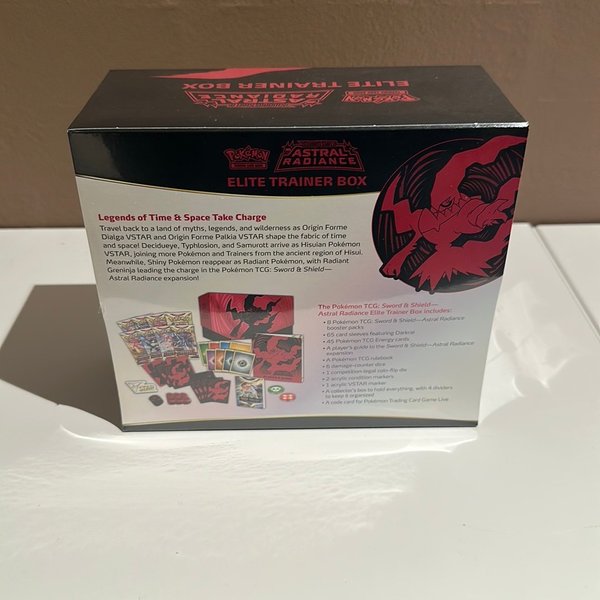 ELITE TRAINER BOX
ASTRAL
RADIANCE
POKÉMON
POKÉMON
ASTRAL
RADIANCE
ELITE TRAINER BOX
Legends of Time & Space Take Charge
Travel back to a land of myths, legends, and wilderness as Origin Forme
Dialga VSTAR and Origin Forme Palkia VSTAR shape the fabric of time
and space! Decidueye, Typhlosion, and Samurott arrive as Hisuian Pokémon
VSTAR, joining more Pokémon and Trainers from the ancient region of Hisui.
Meanwhile, Shiny Pokémon reappear as Radiant Pokémon, with Radiant
Greninja leading the charge in the Pokémon TCG: Sword & Shield—
Astral Radiance expansion!
The Pokémon TCG: Sword & Shield—
Astral Radiance Elite Trainer Box includes:
• 8 Pokémon TCG: Sword & Shield—Astral Radiance
booster packs
• 65 card sleeves featuring Darkrai
• 45 Pokémon TCG Energy cards
• A player's guide to the Sword & Shield—Astral Radiance
expansion
• A Pokémon TCG rulebook
• 6 damage-counter dice
• 1 competition-legal coin-flip die
• 2 acrylic condition markers
• 1 acrylic VSTAR marker
• A collector's box to hold everything, with 4 dividers
to keep it organized
• A code card for Pokémon Trading Card Game Live